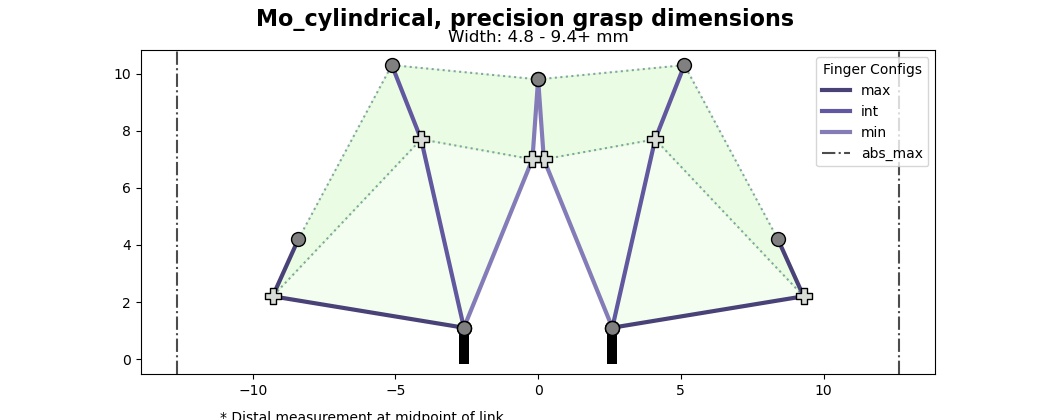 Mo_cylindrical, precision grasp dimensions
Width: 4.8 - 9.4+ mm
Finger Configs
max
int
min
abs_max
10
8
6
4
2
0
−10
−5
0
5
10
* Distal measurement at midpoint of link